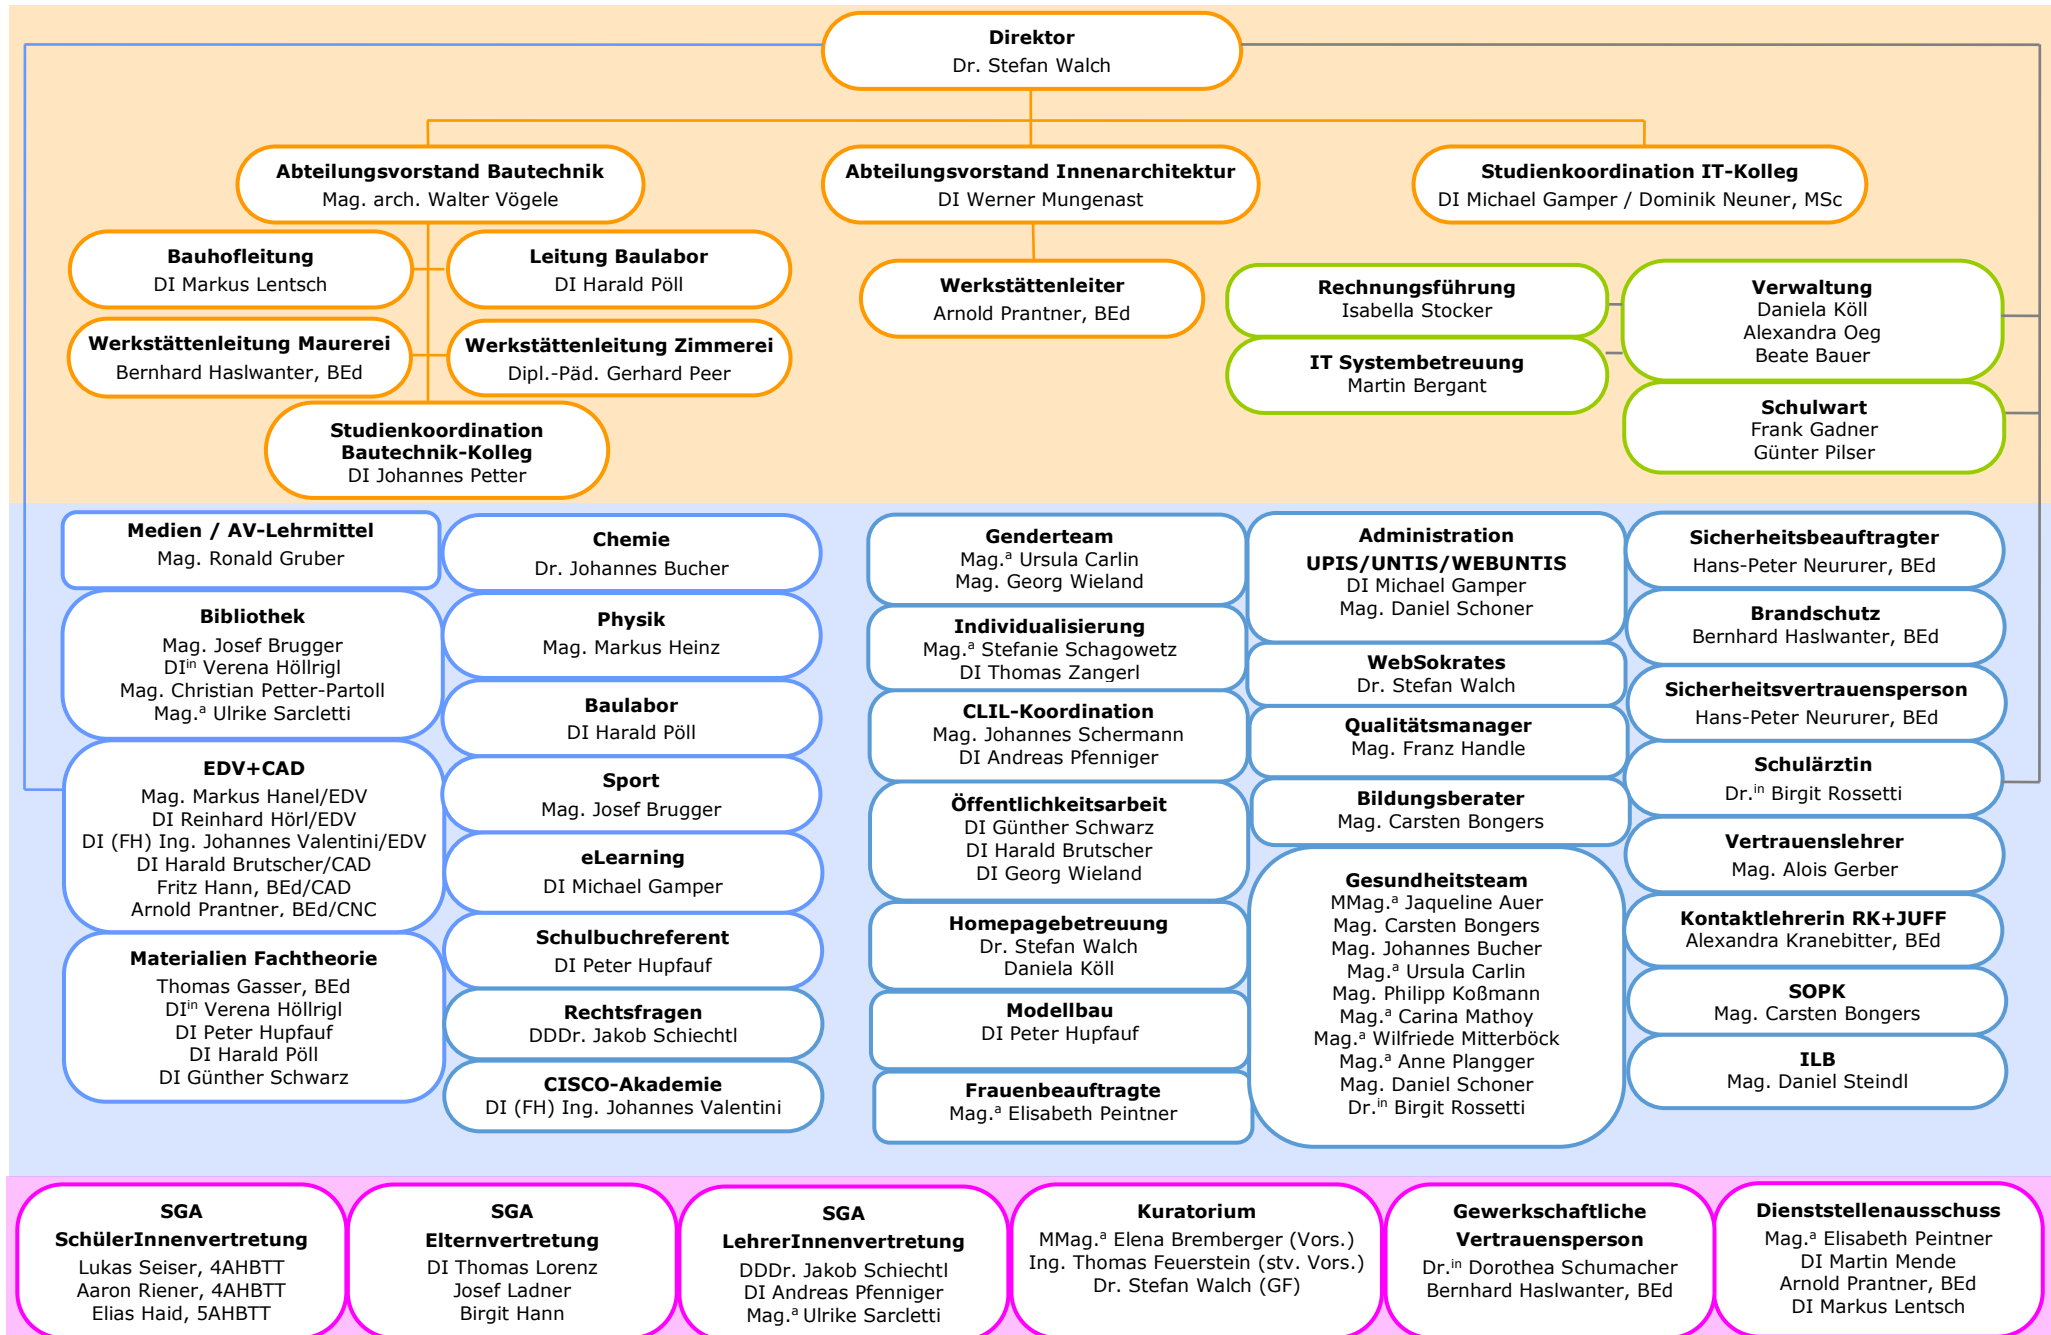 Direktor
Dr. Stefan Walch
Abteilungsvorstand Bautechnik
Mag. arch. Walter Vögele
Abteilungsvorstand Innenarchitektur
DI Werner Mungenast
Studienkoordination IT-Kolleg
DI Michael Gamper / Dominik Neuner, MSc
Bauhofleitung
DI Markus Lentsch
Leitung Baulabor
DI Harald Pöll
Werkstättenleitung Maurerei
Bernhard Haslwanter, BEd
Werkstättenleitung Zimmerei
Dipl.-Päd. Gerhard Peer
Studienkoordination
Bautechnik-Kolleg
DI Johannes Petter
Werkstättenleiter
Arnold Prantner, BEd
Rechnungsführung
Isabella Stocker
IT Systembetreuung
Martin Bergant
Verwaltung
Daniela Köll
Alexandra Oeg
Beate Bauer
Schulwart
Frank Gadner
Günter Pilser
Medien / AV-Lehrmittel
Mag. Ronald Gruber
Bibliothek
Mag. Josef Brugger
DIⁱⁿ Verena Höllrigl
Mag. Christian Petter-Partoll
Mag.ᵃ Ulrike Sarcletti
EDV+CAD
Mag. Markus Hanel/EDV
DI Reinhard Hörl/EDV
DI (FH) Ing. Johannes Valentini/EDV
DI Harald Brutscher/CAD
Fritz Hann, BEd/CAD
Arnold Prantner, BEd/CNC
Materialien Fachtheorie
Thomas Gasser, BEd
DIⁱⁿ Verena Höllrigl
DI Peter Hupfauf
DI Harald Pöll
DI Günther Schwarz
Chemie
Dr. Johannes Bucher
Physik
Mag. Markus Heinz
Baulabor
DI Harald Pöll
Sport
Mag. Josef Brugger
eLearning
DI Michael Gamper
Schulbuchreferent
DI Peter Hupfauf
Rechtsfragen
DDDr. Jakob Schiechtl
CISCO-Akademie
DI (FH) Ing. Johannes Valentini
Genderteam
Mag.ᵃ Ursula Carlin
Mag. Georg Wieland
Individualisierung
Mag.ᵃ Stefanie Schagowetz
DI Thomas Zangerl
CLIL-Koordination
Mag. Johannes Schermann
DI Andreas Pfenniger
Öffentlichkeitsarbeit
DI Günther Schwarz
DI Harald Brutscher
DI Georg Wieland
Homepagebetreuung
Dr. Stefan Walch
Daniela Köll
Modellbau
DI Peter Hupfauf
Frauenbeauftragte
Mag.ᵃ Elisabeth Peintner
Administration
UPIS/UNTIS/WEBUNTIS
DI Michael Gamper
Mag. Daniel Schoner
WebSokrates
Dr. Stefan Walch
Qualitätsmanager
Mag. Franz Handle
Bildungsberater
Mag. Carsten Bongers
Gesundheitsteam
MMag.ᵃ Jaqueline Auer
Mag. Carsten Bongers
Mag. Johannes Bucher
Mag.ᵃ Ursula Carlin
Mag. Philipp Koßmann
Mag.ᵃ Carina Mathoy
Mag.ᵃ Wilfriede Mitterböck
Mag.ᵃ Anne Plangger
Mag. Daniel Schoner
Dr.ⁱⁿ Birgit Rossetti
Sicherheitsbeauftragter
Hans-Peter Neururer, BEd
Brandschutz
Bernhard Haslwanter, BEd
Sicherheitsvertrauensperson
Hans-Peter Neururer, BEd
Schulärztin
Dr.ⁱⁿ Birgit Rossetti
Vertrauenslehrer
Mag. Alois Gerber
Kontaktlehrerin RK+JUFF
Alexandra Kranebitter, BEd
SOPK
Mag. Carsten Bongers
ILB
Mag. Daniel Steindl
SGA
SchülerInnenvertretung
Lukas Seiser, 4AHBTT
Aaron Riener, 4AHBTT
Elias Haid, 5AHBTT
SGA
Elternvertretung
DI Thomas Lorenz
Josef Ladner
Birgit Hann
SGA
LehrerInnenvertretung
DDDr. Jakob Schiechtl
DI Andreas Pfenniger
Mag.ᵃ Ulrike Sarcletti
Kuratorium
MMag.ᵃ Elena Bremberger (Vors.)
Ing. Thomas Feuerstein (stv. Vors.)
Dr. Stefan Walch (GF)
Gewerkschaftliche
Vertrauensperson
Dr.ⁱⁿ Dorothea Schumacher
Bernhard Haslwanter, BEd
Dienststellenausschuss
Mag.ᵃ Elisabeth Peintner
DI Martin Mende
Arnold Prantner, BEd
DI Markus Lentsch